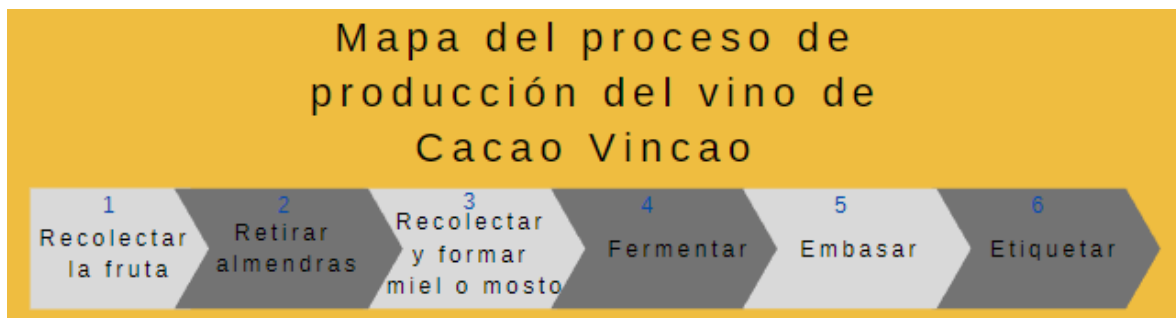 Mapa del proceso de
producción del vino de
Cacao Vincao
1
Recolectar
la fruta
2
Retirar
almendras
3
Recolectar
y formar
miel o mosto
4
Fermentar
5
Embasar
6
Etiquetar